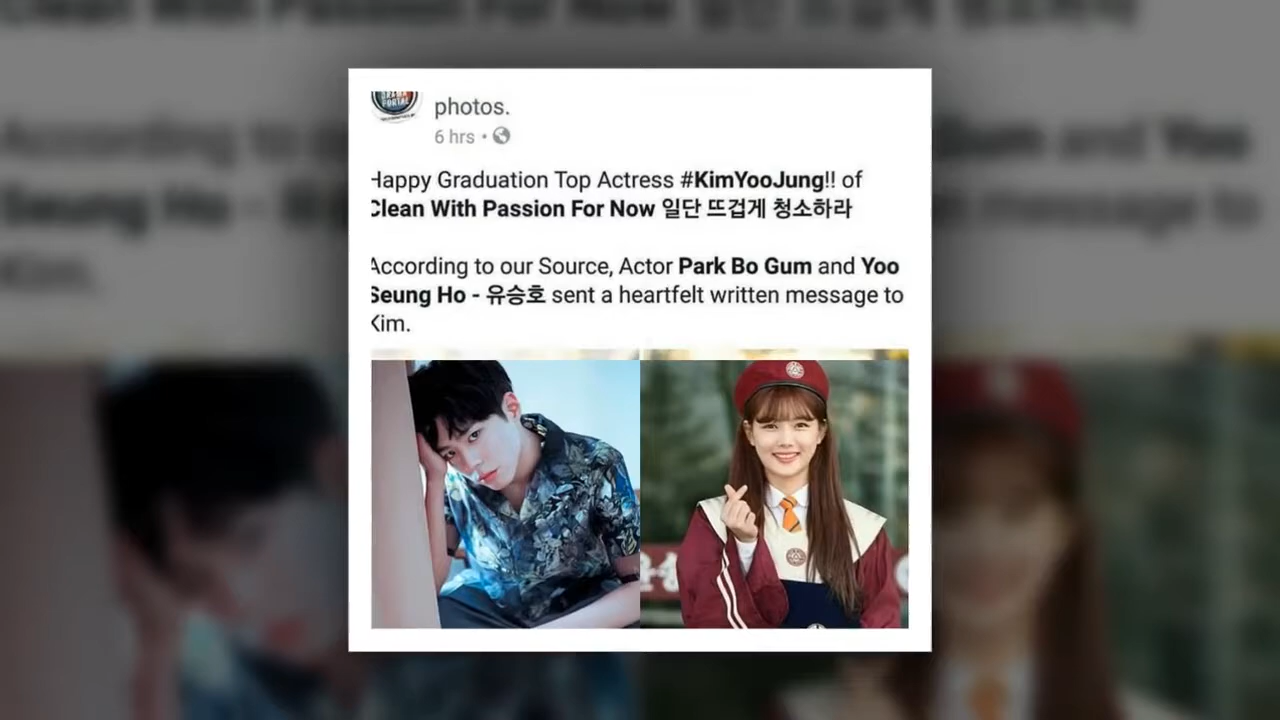 DRAMA
PORTAL
photos.
6 hrs •
Happy Graduation Top Actress #KimYooJung!! of
Clean With Passion For Now 일단 뜨겁게 청소하라
According to our Source, Actor Park Bo Gum and Yoo
Seung Ho - 유승호 sent a heartfelt written message to
Kim.